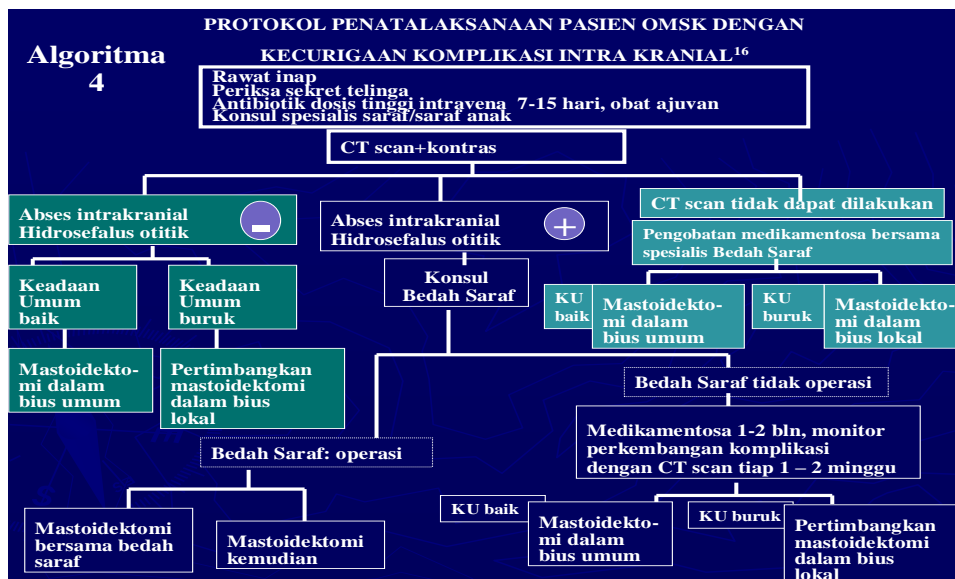 PROTOKOL PENATALAKSANAAN PASIEN OMSK DENGAN
KECURIGAAN KOMPLIKASI INTRA KRANIAL16
Algoritma
4
Rawat inap
Periksa sekret telinga
Antibiotik dosis tinggi intravena 7-15 hari, obat ajuvan
Konsul spesialis saraf/saraf anak
CT scan+kontras
Abses intrakranial
Hidrosefalus otitik
-
Abses intrakranial
Hidrosefalus otitik
+
CT scan tidak dapat dilakukan
Pengobatan medikamentosa bersama
spesialis Bedah Saraf
Keadaan
Umum
baik
Keadaan
Umum
buruk
Konsul
Bedah Saraf
KU
baik
Mastoidekto-
mi dalam
bius umum
KU
buruk
Mastoidekto-
mi dalam
bius lokal
Mastoidekto-
mi dalam
bius umum
Pertimbangkan
mastoidektomi
dalam bius
lokal
Bedah Saraf tidak operasi
Bedah Saraf: operasi
Medikamentosa 1-2 bln, monitor
perkembangan komplikasi
dengan CT scan tiap 1 – 2 minggu
Mastoidektomi
bersama bedah
saraf
Mastoidektomi
kemudian
KU baik
Mastoidekto-
mi dalam
bius umum
KU buruk
Pertimbangkan
mastoidektomi
dalam bius
lokal